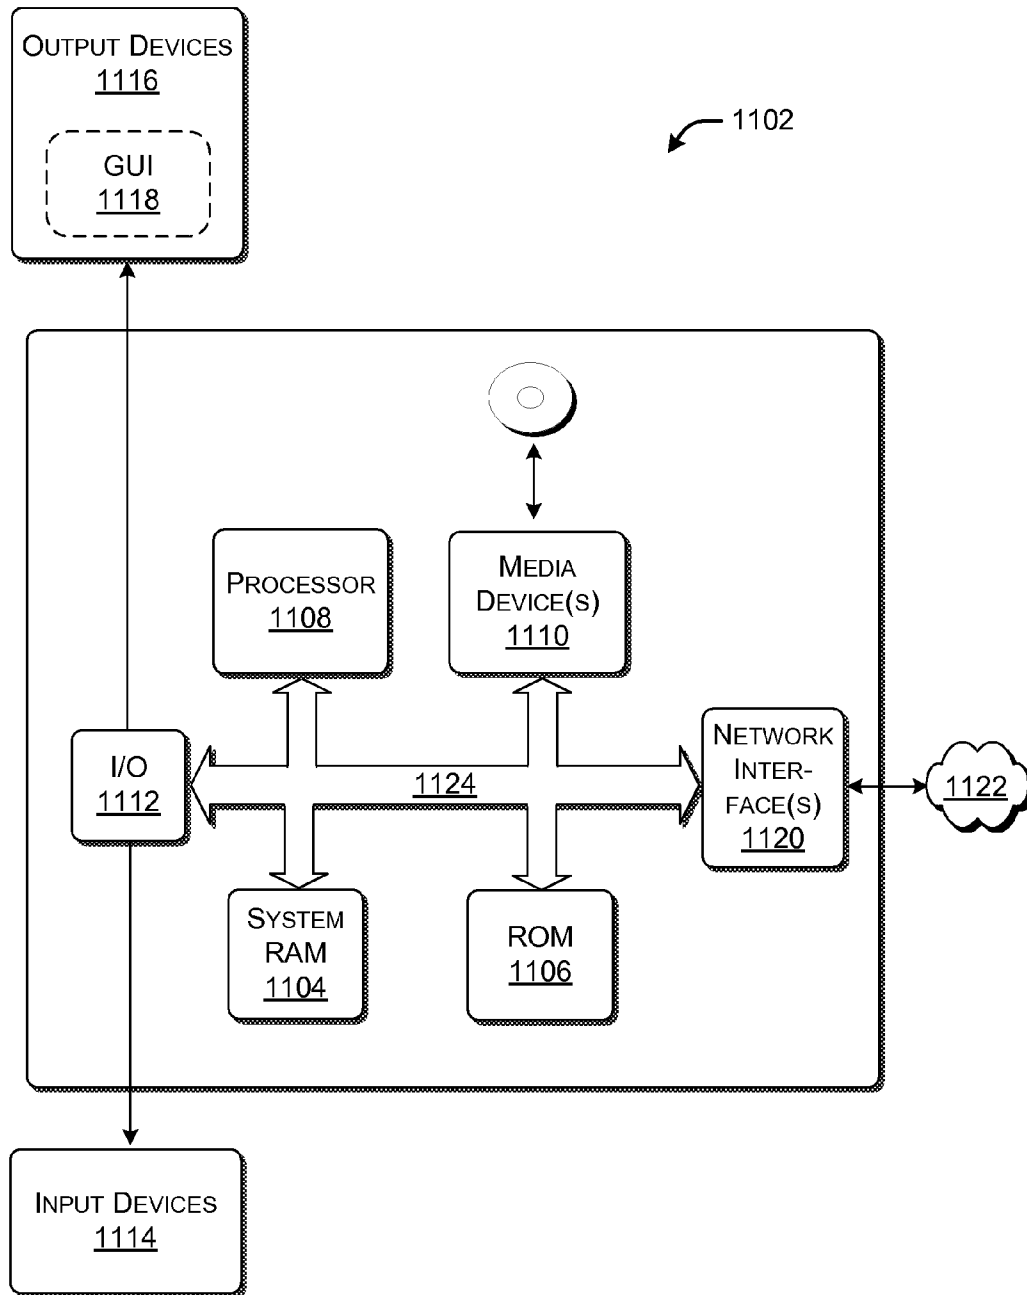 OUTPUT DEVICES
1116
GUI
1118
1102
PROCESSOR
1108
MEDIA
DEVICE(S)
1110
I/O
1112
1124
NETWORK
INTER-
FACE(S)
1120
1122
SYSTEM
RAM
1104
ROM
1106
INPUT DEVICES
1114